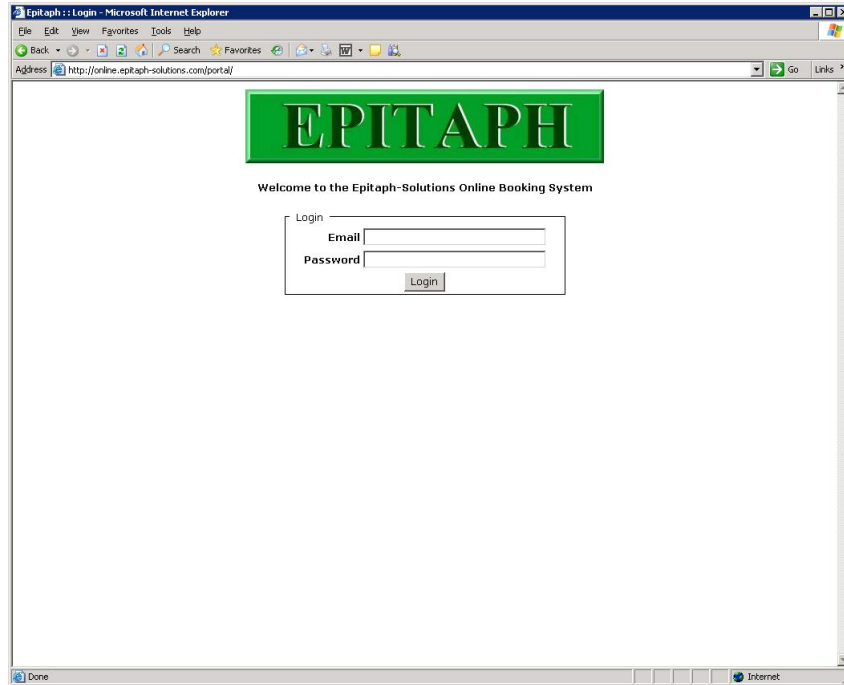 Epitaph :: Login - Microsoft Internet Explorer
File Edit View Favorites Tools Help
Back Search Favorites
Address http://online.epitaph-solutions.com/portal/ Go Links »
EPITAPH
Welcome to the Epitaph-Solutions Online Booking System
Login
Email
Password
Login
Done Internet